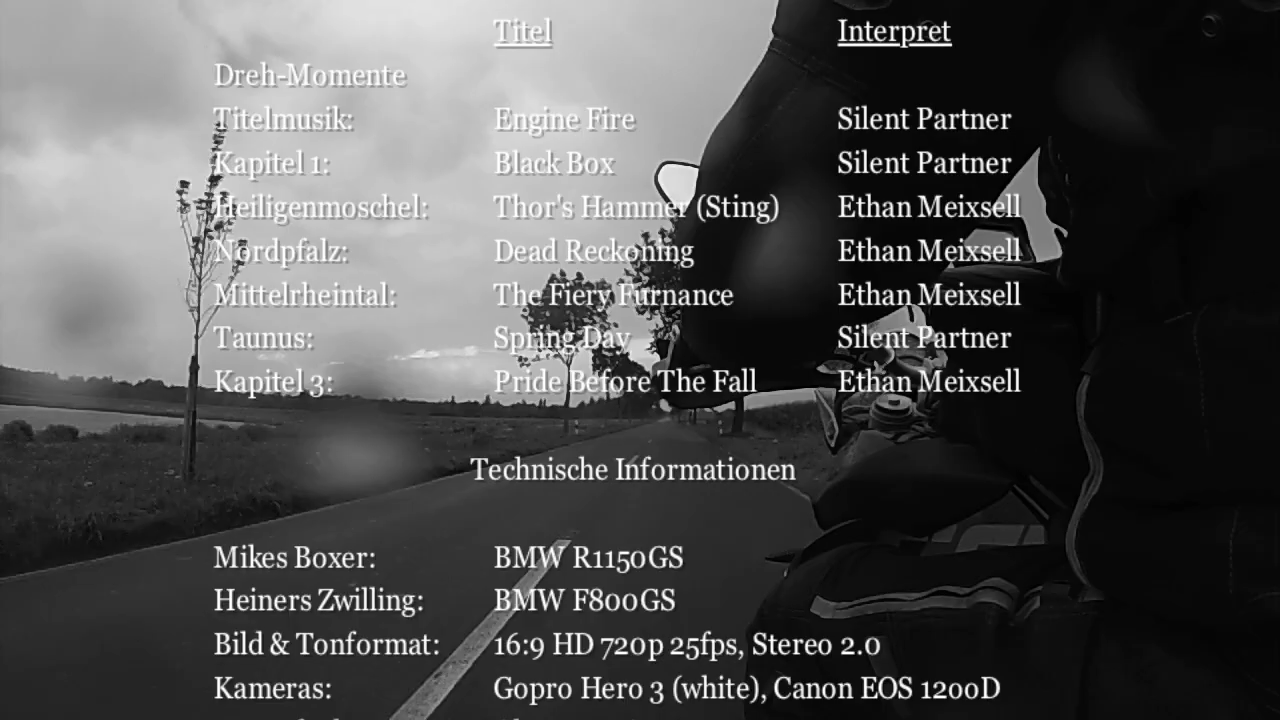 Titel Interpret
Dreh-Momente
Titelmusik: Engine Fire Silent Partner
Kapitel 1: Black Box Silent Partner
Heiligenmoschel: Thor's Hammer (Sting) Ethan Meixsell
Nordpfalz: Dead Reckoning Ethan Meixsell
Mittelrheintal: The Fiery Furnance Ethan Meixsell
Taunus: Spring Day Silent Partner
Kapitel 3: Pride Before The Fall Ethan Meixsell
Technische Informationen
Mikes Boxer: BMW R1150GS
Heiners Zwilling: BMW F800GS
Bild & Tonformat: 16:9 HD 720p 25fps, Stereo 2.0
Kameras: Gopro Hero 3 (white), Canon EOS 1200D